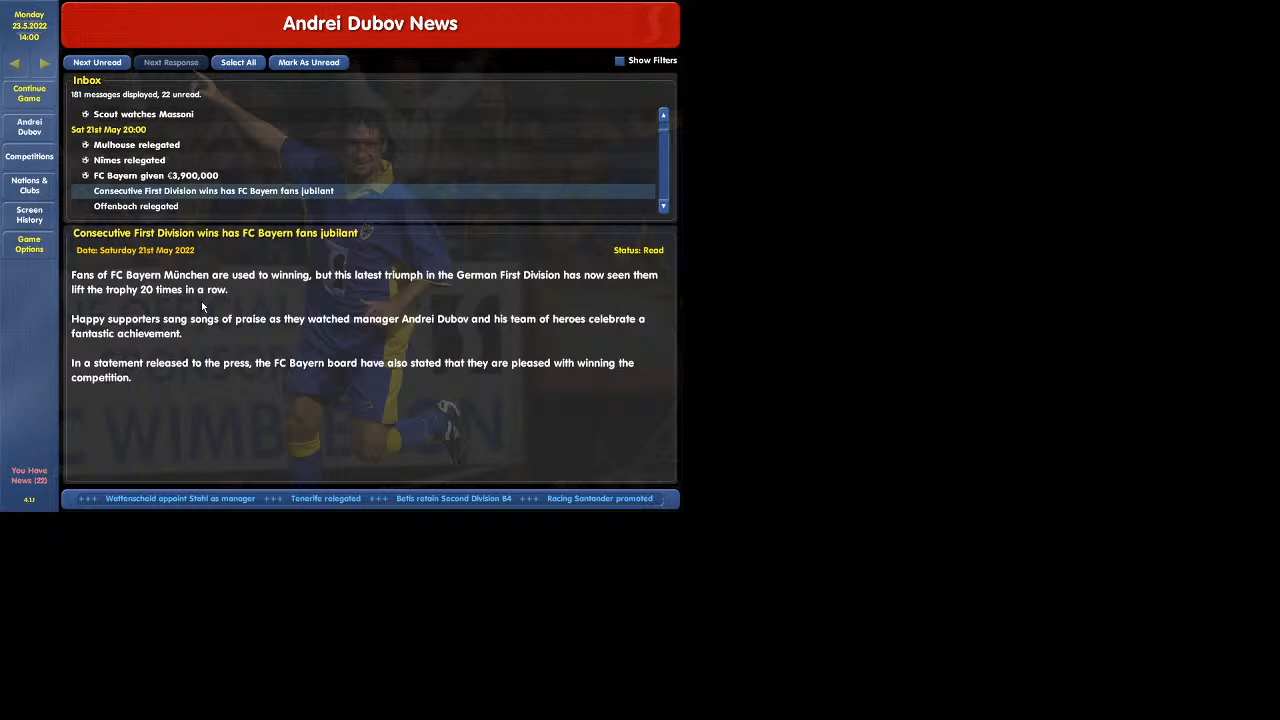 Monday
23.5.2022
14:00
Andrei Dubov News
Next Unread
Next Response
Select All
Mark As Unread
Show Filters
Continue
Game
Andrei
Dubov
Competitions
Nations &
Clubs
Screen
History
Game
Options
Inbox
181 messages displayed, 22 unread.
Scout watches Massoni
Sat 21st May 20:00
Mulhouse relegated
Nîmes relegated
FC Bayern given €3,900,000
Consecutive First Division wins has FC Bayern fans jubilant
Offenbach relegated
Consecutive First Division wins has FC Bayern fans jubilant
Date: Saturday 21st May 2022
Status: Read
Fans of FC Bayern München are used to winning, but this latest triumph in the German First Division has now seen them
lift the trophy 20 times in a row.
Happy supporters sang songs of praise as they watched manager Andrei Dubov and his team of heroes celebrate a
fantastic achievement.
In a statement released to the press, the FC Bayern board have also stated that they are pleased with winning the
competition.
You Have
News (22)
4.1.1
+++ Wattenscheid appoint Stahl as manager +++ Tenerife relegated +++ Betis retain Second Division B4 +++ Racing Santander promoted